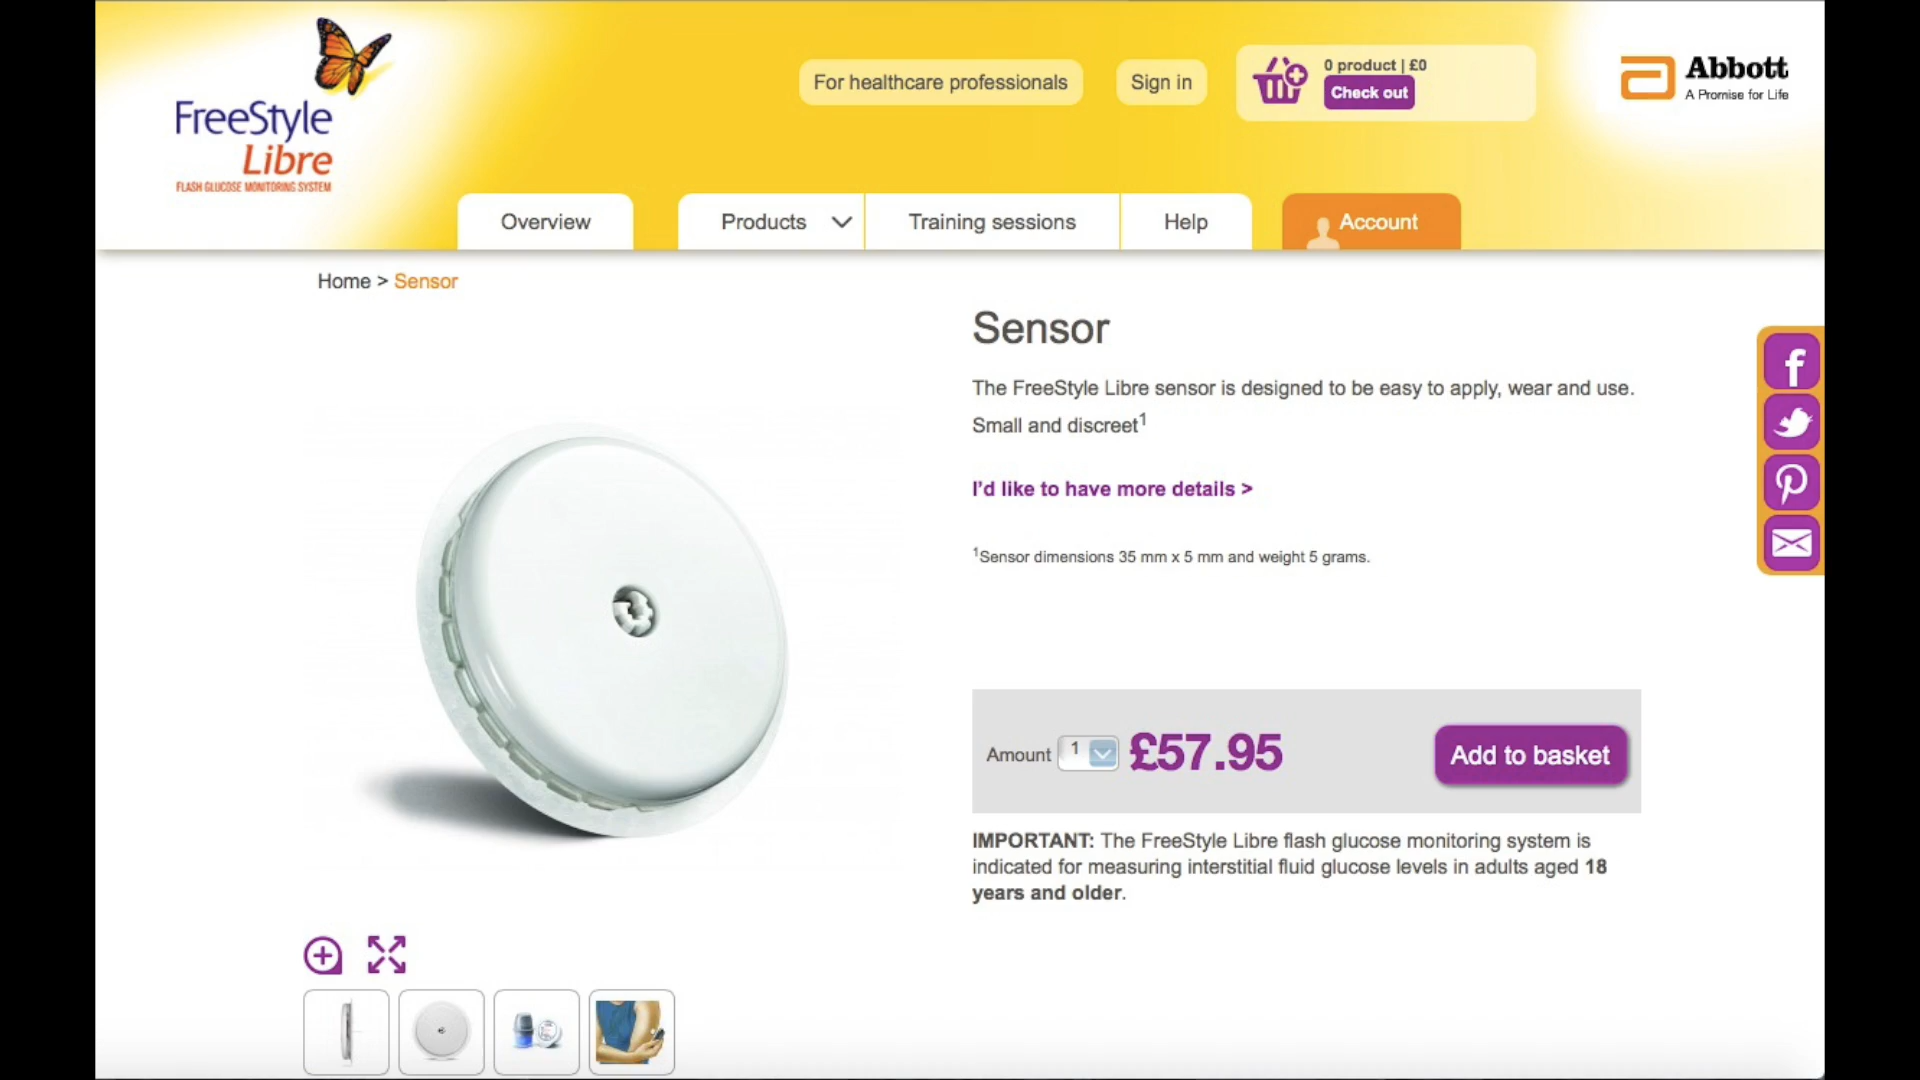 FreeStyle
Libre
FLASH GLUCOSE MONITORING SYSTEM
For healthcare professionals
Sign in
0 product | £0
Check out
Abbott
A Promise for Life
Overview
Products
Training sessions
Help
Account
Home > Sensor
Sensor
The FreeStyle Libre sensor is designed to be easy to apply, wear and use.
Small and discreet¹
I'd like to have more details >
¹Sensor dimensions 35 mm x 5 mm and weight 5 grams.
Amount 1 £57.95
Add to basket
IMPORTANT: The FreeStyle Libre flash glucose monitoring system is
indicated for measuring interstitial fluid glucose levels in adults aged 18
years and older.